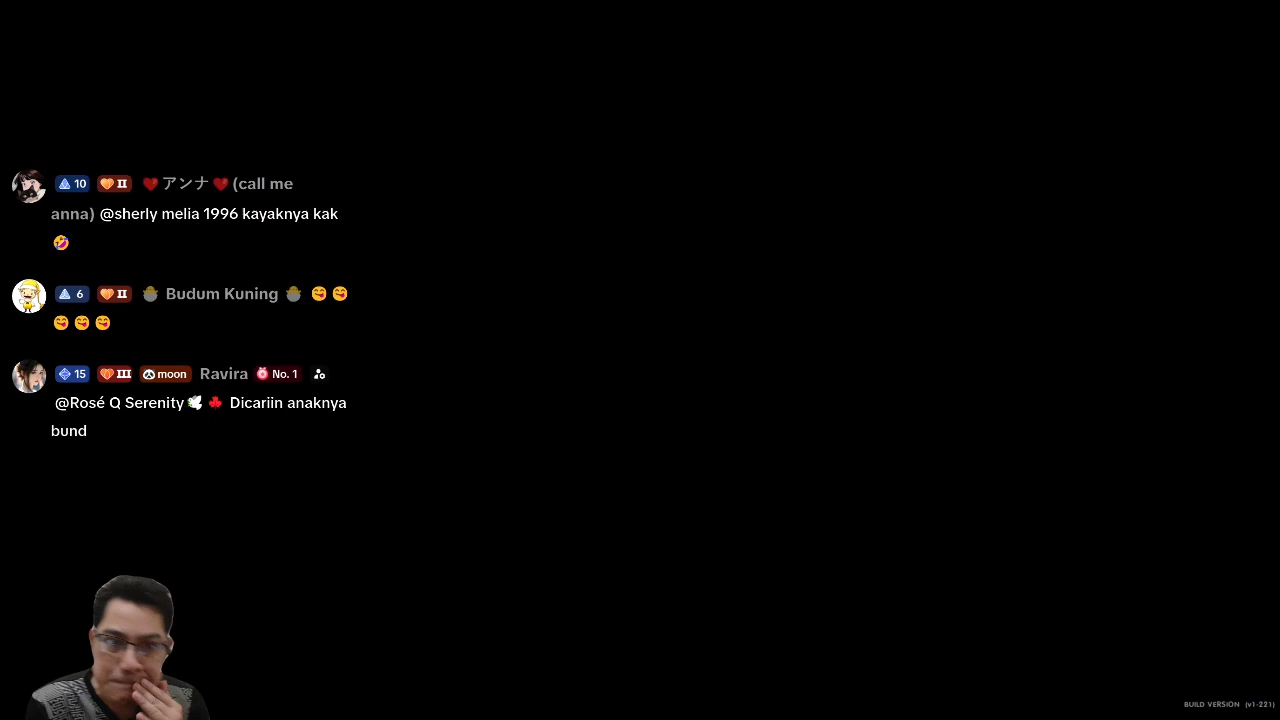 10 II ❤️アンナ❤️(call me
anna) @sherly melia 1996 kayaknya kak
🤣
6 II Budum Kuning 😋 😋
😋 😋 😋
15 III moon Ravira No. 1
@Rosé Q Serenity 🕊️ ♣ Dicariin anaknya
bund
BUILD VERSION (v1-221)